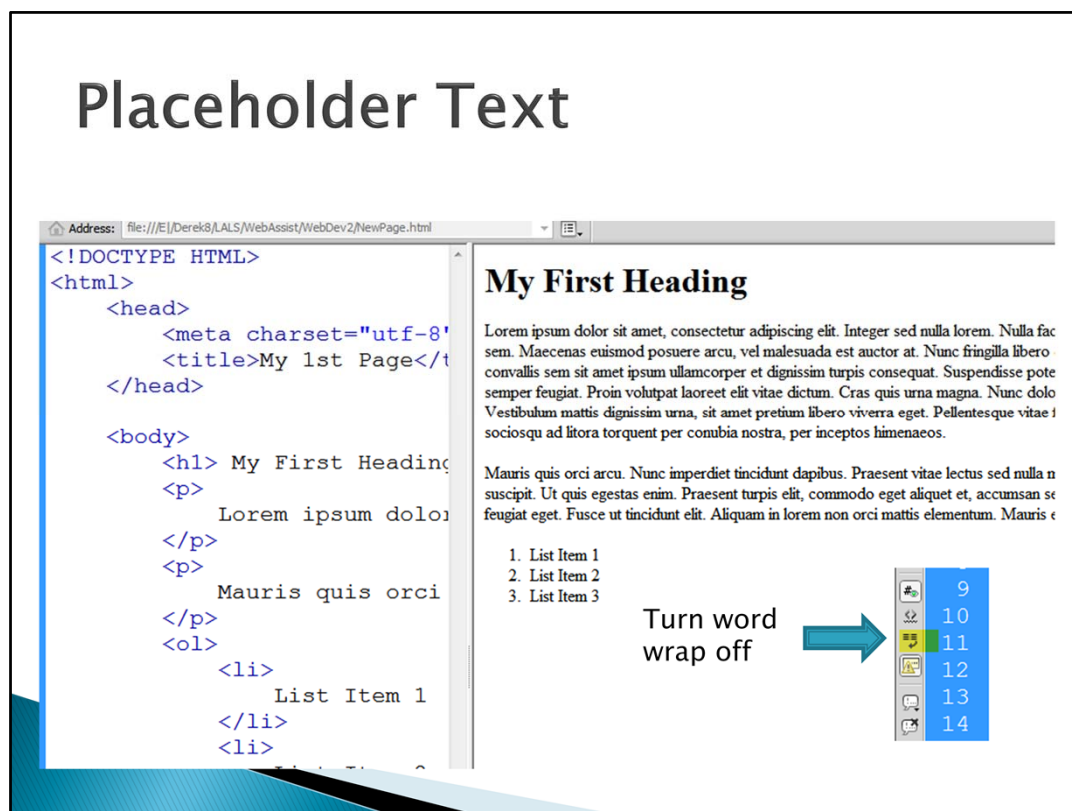 Placeholder Text
Address: file:///E|/Derek8/LALS/WebAssist/WebDev2/NewPage.html
<!DOCTYPE HTML>
<html>
<head>
<meta charset="utf-8"
<title>My 1st Page</t
</head>
<body>
<h1> My First Heading
<p>
Lorem ipsum dolor
</p>
<p>
Mauris quis orci
</p>
<ol>
<li>
List Item 1
</li>
<li>
My First Heading
Lorem ipsum dolor sit amet, consectetur adipiscing elit. Integer sed nulla lorem. Nulla fac
sem. Maecenas euismod posuere arcu, vel malesuada est auctor at. Nunc fringilla libero
convallis sem sit amet ipsum ullamcorper et dignissim turpis consequat. Suspendisse pote
semper feugiat. Proin volutpat laoreet elit vitae dictum. Cras quis urna magna. Nunc dolo
Vestibulum mattis dignissim urna, sit amet pretium libero viverra eget. Pellentesque vitae
sociosqu ad litora torquent per conubia nostra, per inceptos himenaeos.
Mauris quis orci arcu. Nunc imperdiet tincidunt dapibus. Praesent vitae lectus sed nulla
suscipit. Ut quis egestas enim. Praesent turpis elit, commodo eget aliquet et, accumsan se
feugiat eget. Fusce ut tincidunt elit. Aliquam in lorem non orci mattis elementum. Mauris
1. List Item 1
2. List Item 2
3. List Item 3
Turn word
wrap off
9
10
11
12
13
14